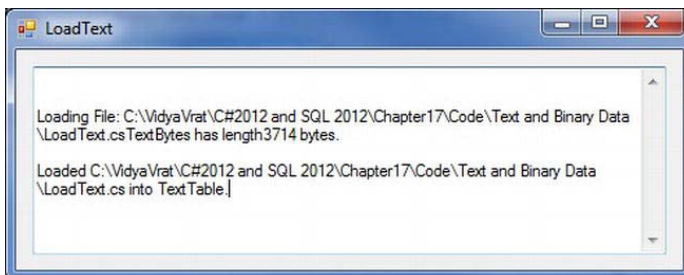 LoadText
Loading File: C:\VidyaVrat\C#2012 and SQL 2012\Chapter17\Code\Text and Binary Data
\LoadText.csTextBytes has length3714 bytes.
Loaded C:\VidyaVrat\C#2012 and SQL 2012\Chapter17\Code\Text and Binary Data
\LoadText.cs into TextTable.